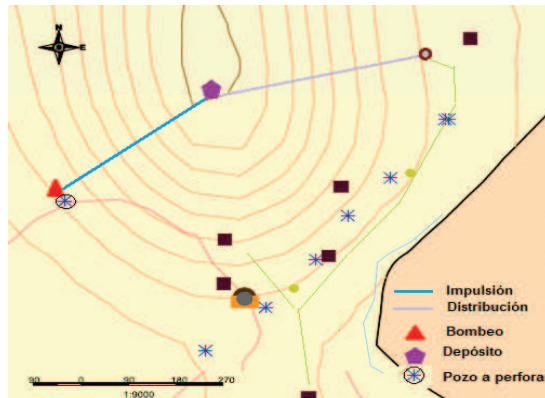 N
E
Impulsión
Distribución
Bombeo
Depósito
Pozo a perfora
90 0 90 180 270
1:9000